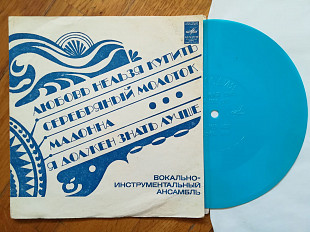 ЛЮБОВЬ НЕЛЬЗЯ КУПИТЬ
СЕРЕБРЯНЫЙ МОЛОТОК
МАДОННА
Я ДОЛЖЕН ЗНАТЬ ЛУЧШЕ
ВОКАЛЬНО-
ИНСТРУМЕНТАЛЬНЫЙ
АНСАМБЛЬ